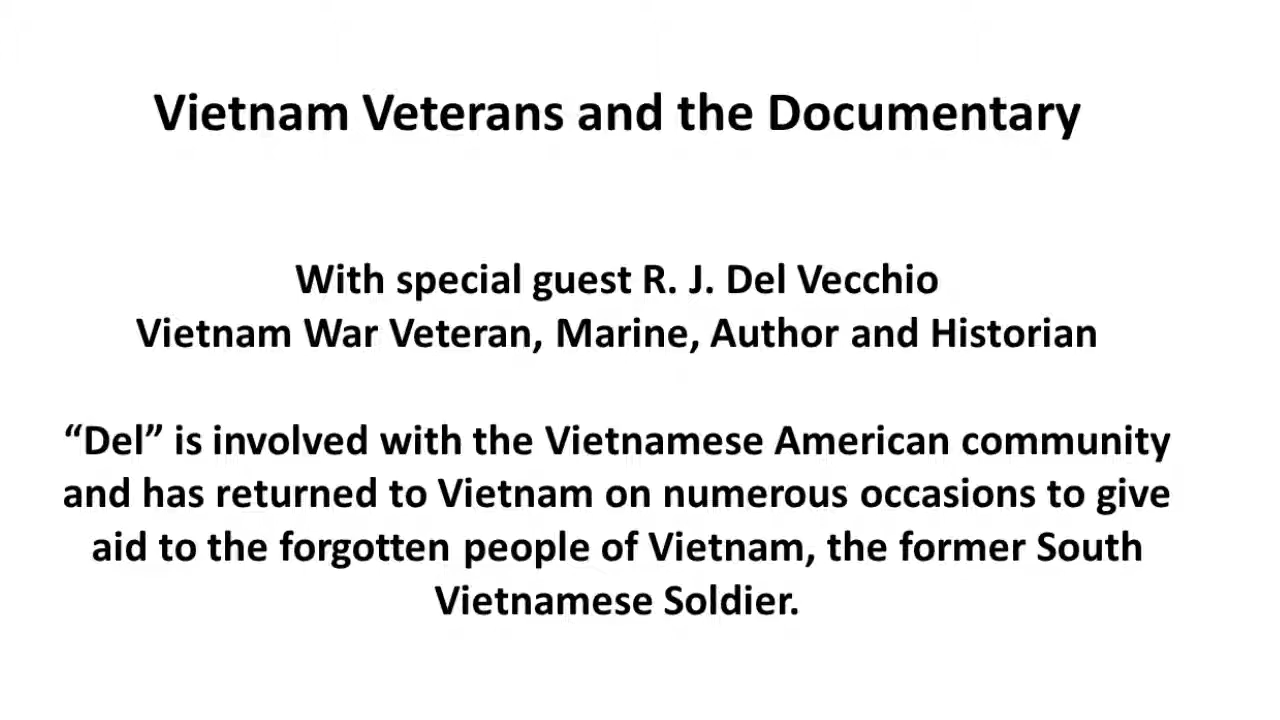 Vietnam Veterans and the Documentary
With special guest R. J. Del Vecchio
Vietnam War Veteran, Marine, Author and Historian
“Del” is involved with the Vietnamese American community
and has returned to Vietnam on numerous occasions to give
aid to the forgotten people of Vietnam, the former South
Vietnamese Soldier.